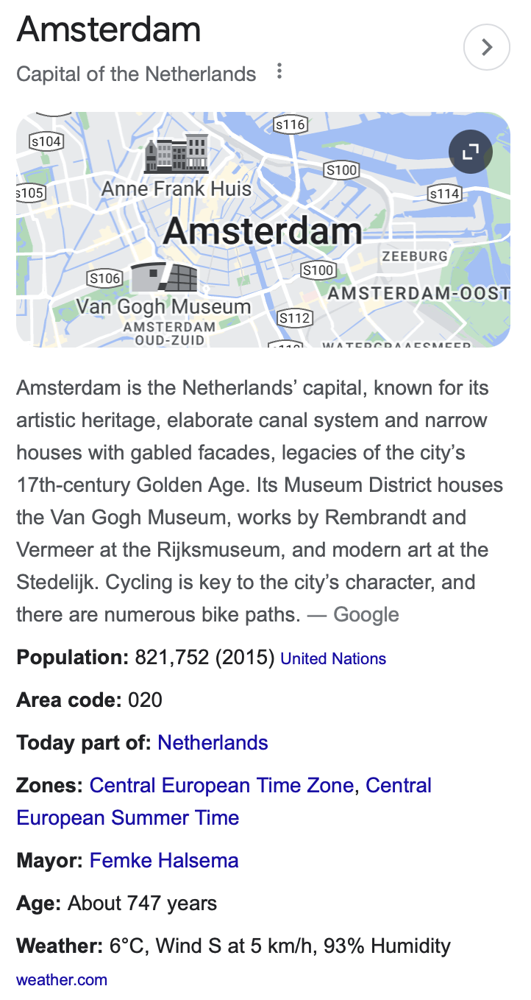 Amsterdam
Capital of the Netherlands
s116
s104
Anne Frank Huis
S100
s105
s114
Amsterdam
ZEEBURG
S106
S100
AMSTERDAM-OOST
Van Gogh Museum
S112
AMSTERDAM
OUD-ZUID
WATERGRAAFSMEER
Amsterdam is the Netherlands’ capital, known for its
artistic heritage, elaborate canal system and narrow
houses with gabled facades, legacies of the city’s
17th-century Golden Age. Its Museum District houses
the Van Gogh Museum, works by Rembrandt and
Vermeer at the Rijksmuseum, and modern art at the
Stedelijk. Cycling is key to the city’s character, and
there are numerous bike paths. — Google
Population: 821,752 (2015) United Nations
Area code: 020
Today part of: Netherlands
Zones: Central European Time Zone, Central
European Summer Time
Mayor: Femke Halsema
Age: About 747 years
Weather: 6°C, Wind S at 5 km/h, 93% Humidity
weather.com